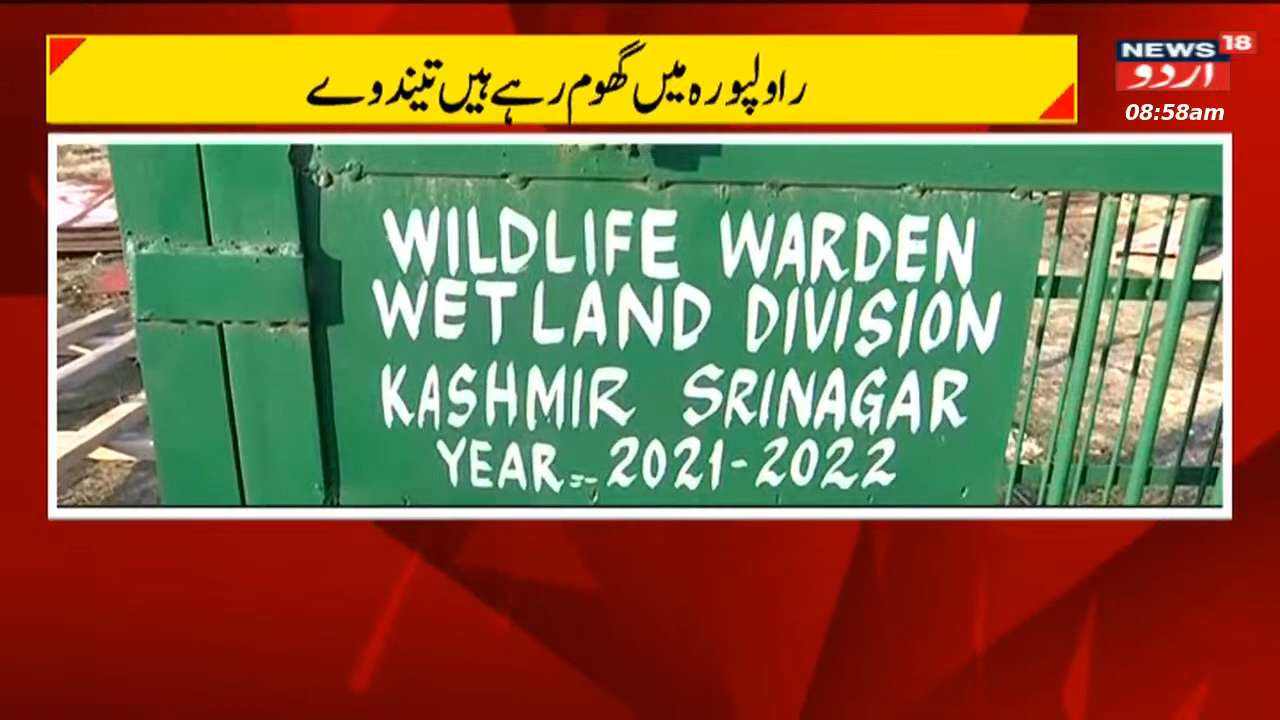 راولپورہ میں گھوم رہے ہیں تیندوے
NEWS 18
اردو
08:58am
WILDLIFE WARDEN
WETLAND DIVISION
KASHMIR SRINAGAR
YEAR=-2021-2022